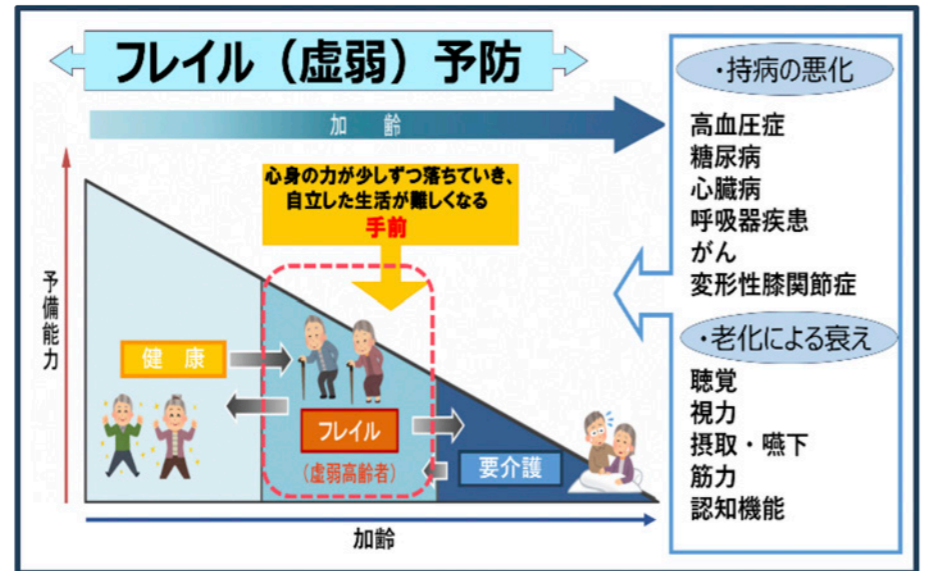 フレイル（虚弱）予防
加　齢
心身の力が少しずつ落ちていき、
自立した生活が難しくなる
手前
予備能力
健　康
フレイル
（虚弱高齢者）
要介護
加齢
・持病の悪化
高血圧症
糖尿病
心臓病
呼吸器疾患
がん
変形性膝関節症
・老化による衰え
聴覚
視力
摂取・嚥下
筋力
認知機能